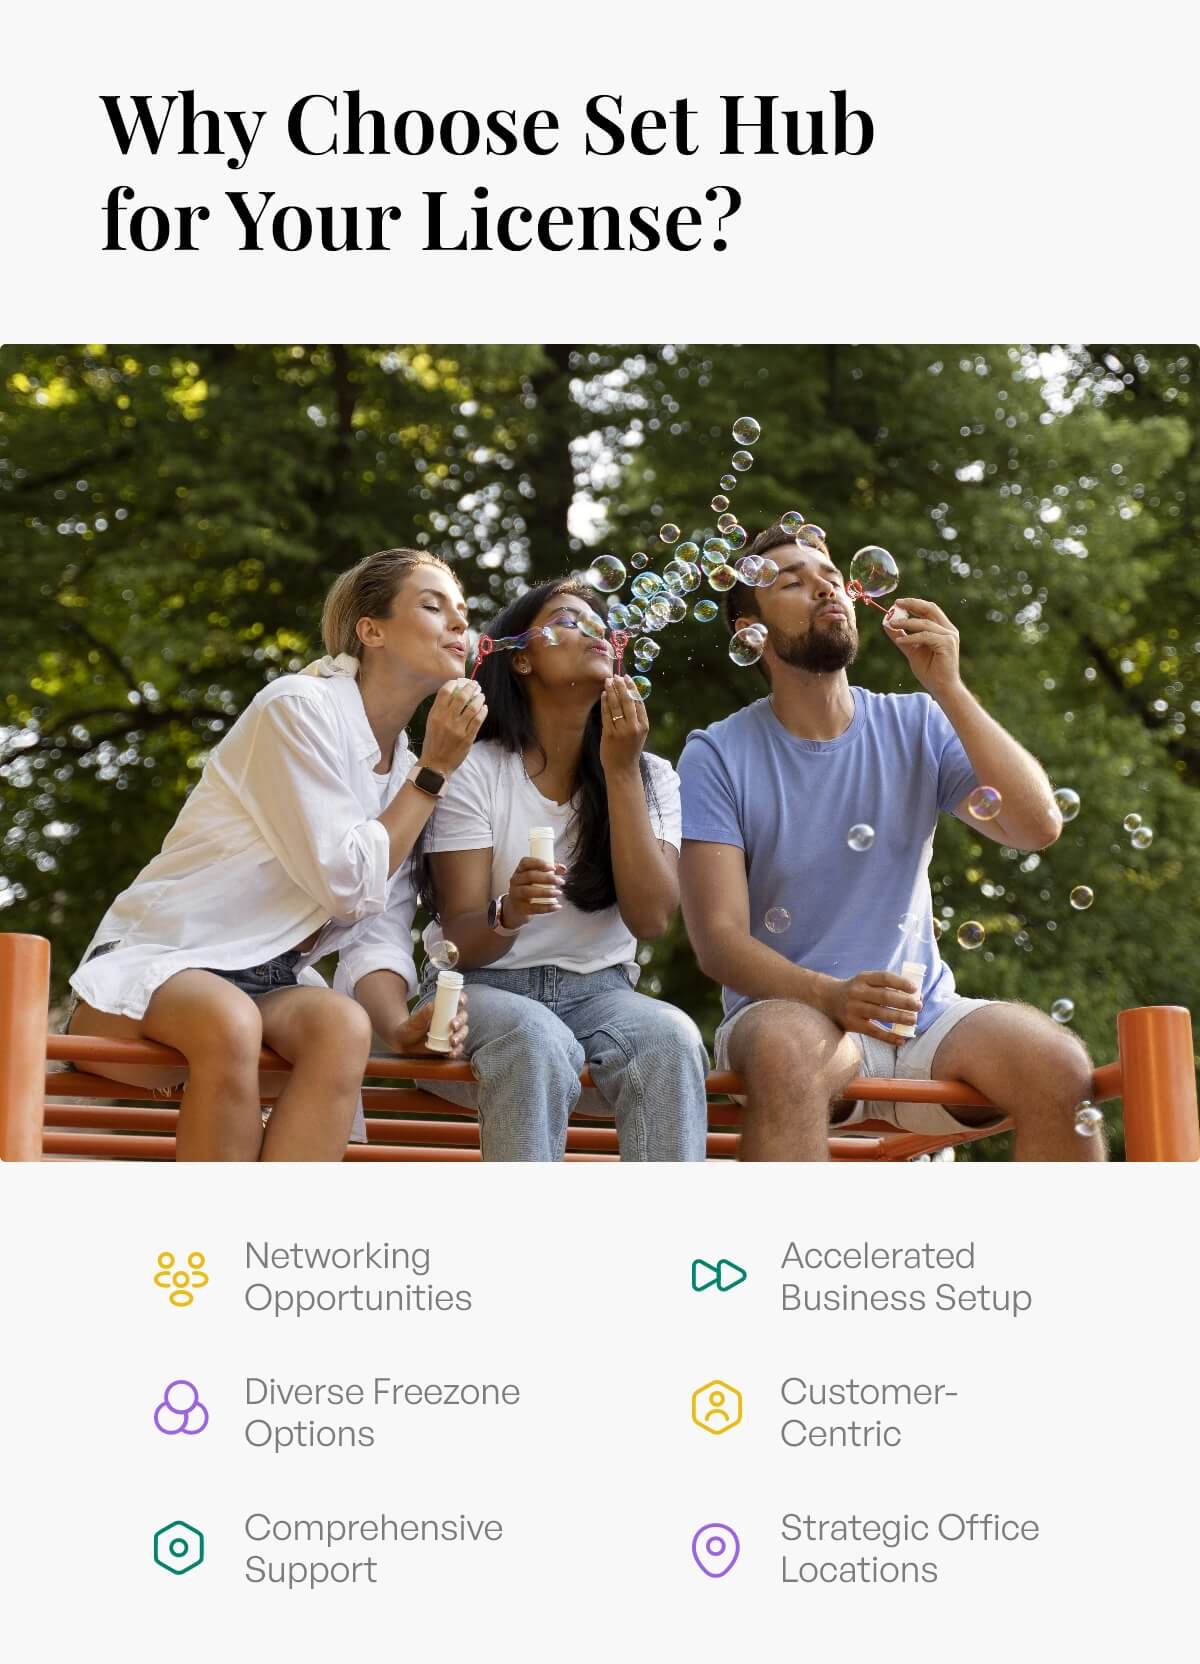 Why Choose Set Hub
for Your License?
Networking
Opportunities
Accelerated
Business Setup
Diverse Freezone
Options
Customer-
Centric
Comprehensive
Support
Strategic Office
Locations